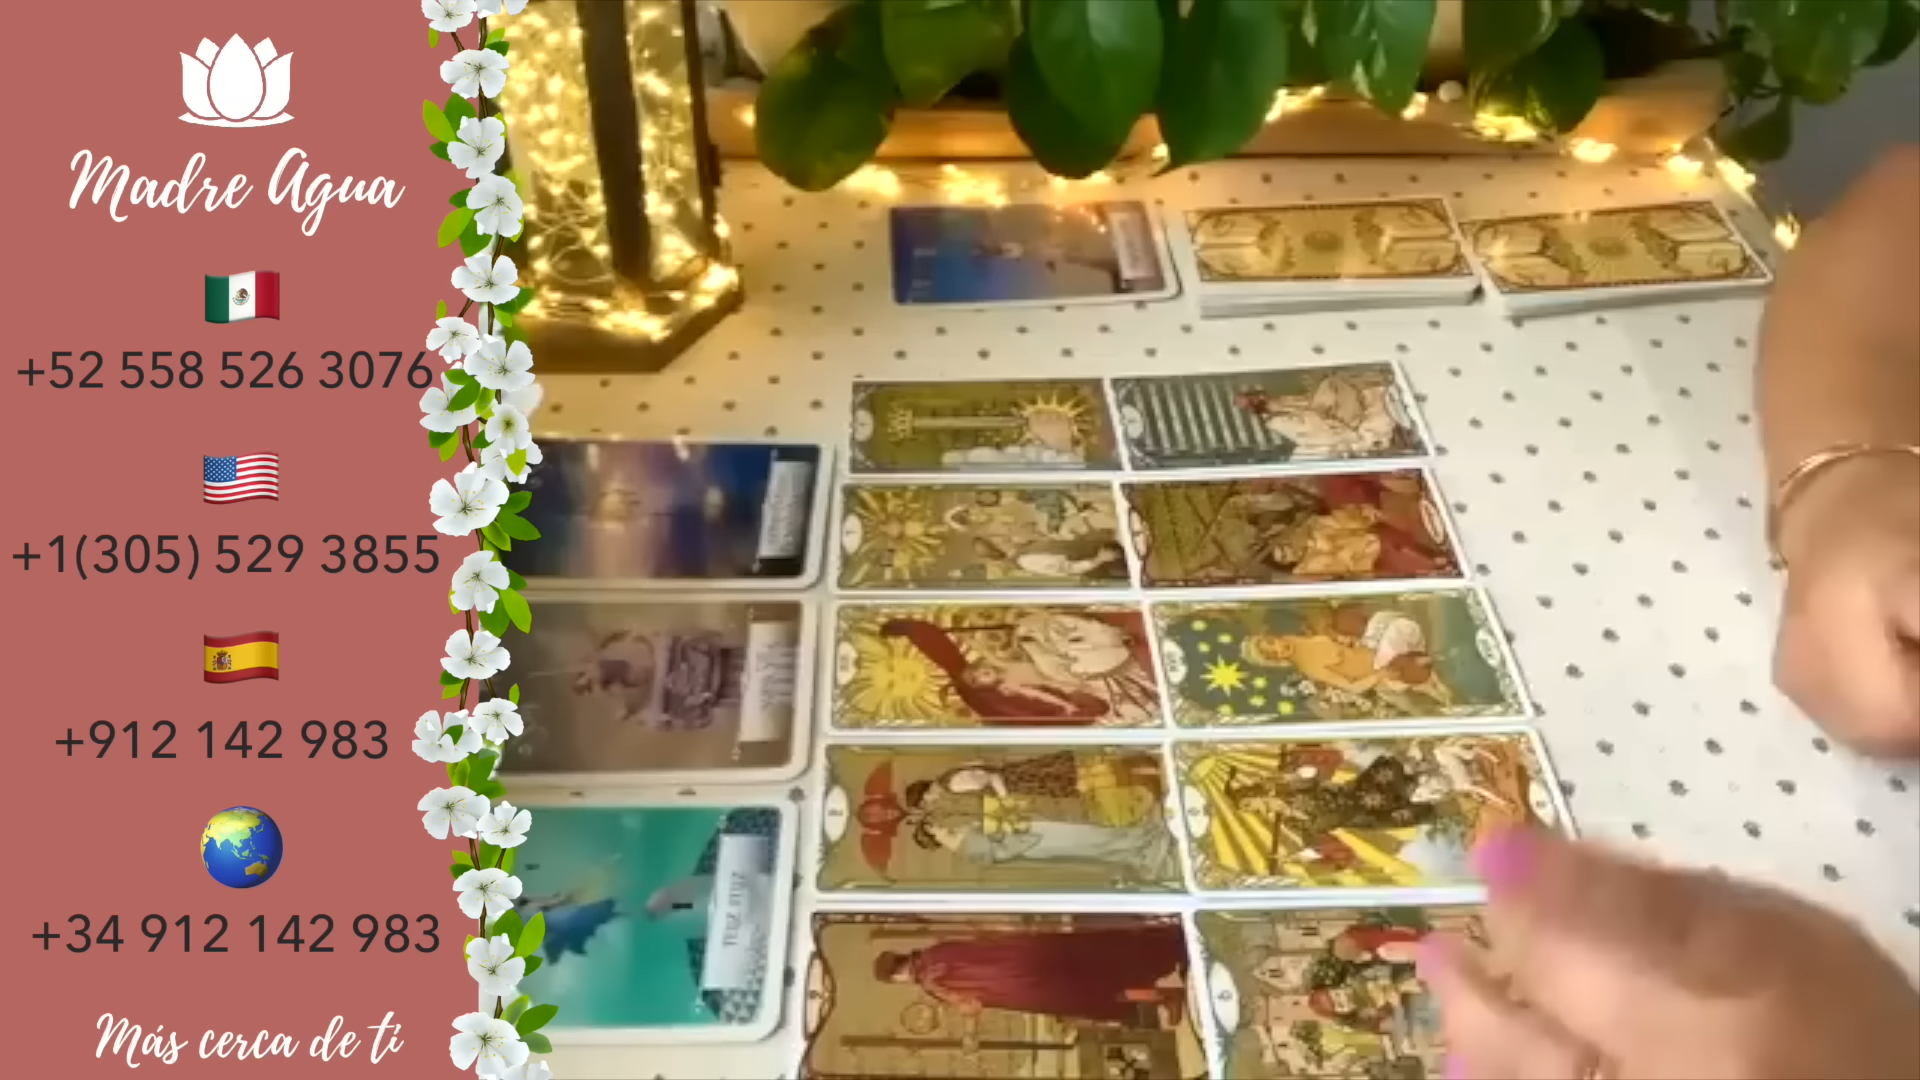 Madre Agua
+52 558 526 3076
+1(305) 529 3855
+912 142 983
+34 912 142 983
Más cerca de ti